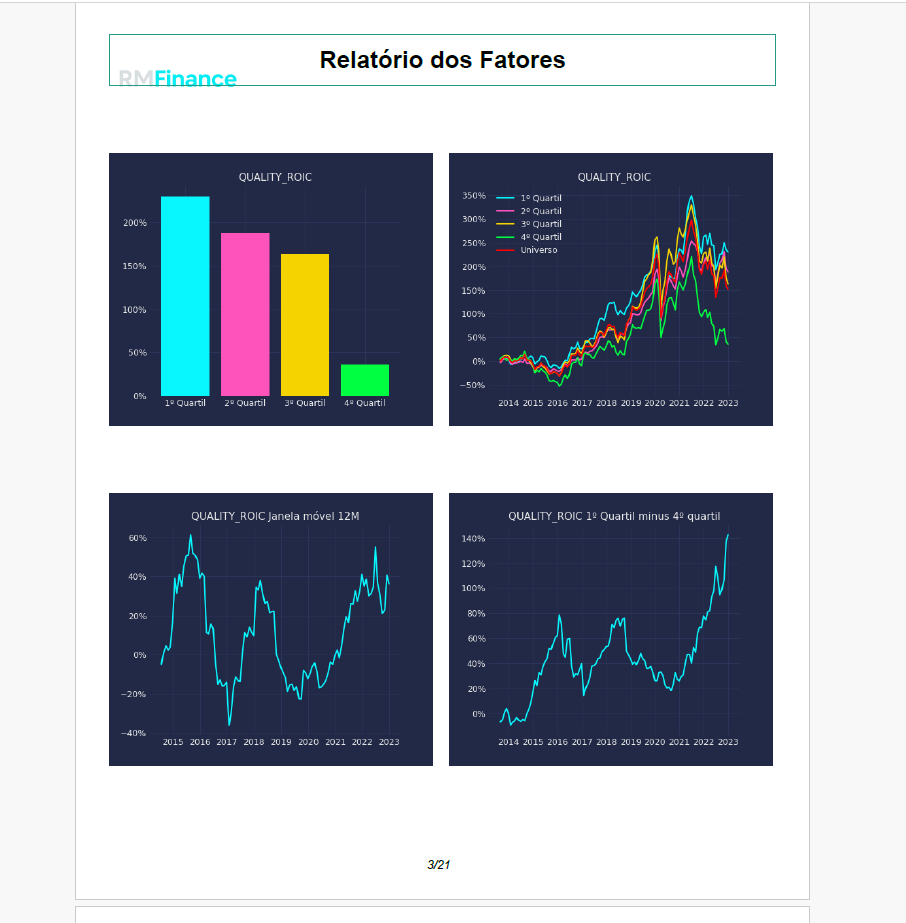 Relatório dos Fatores
RMFinance
QUALITY_ROIC
200%
150%
100%
50%
0%
1º Quartil 2º Quartil 3º Quartil 4º Quartil
QUALITY_ROIC
350%
300%
250%
200%
150%
100%
50%
0%
−50%
1º Quartil
2º Quartil
3º Quartil
4º Quartil
Universo
2014 2015 2016 2017 2018 2019 2020 2021 2022 2023
QUALITY_ROIC Janela móvel 12M
60%
40%
20%
0%
−20%
−40%
2015 2016 2017 2018 2019 2020 2021 2022 2023
QUALITY_ROIC 1º Quartil minus 4º quartil
140%
120%
100%
80%
60%
40%
20%
0%
2014 2015 2016 2017 2018 2019 2020 2021 2022 2023
3/21